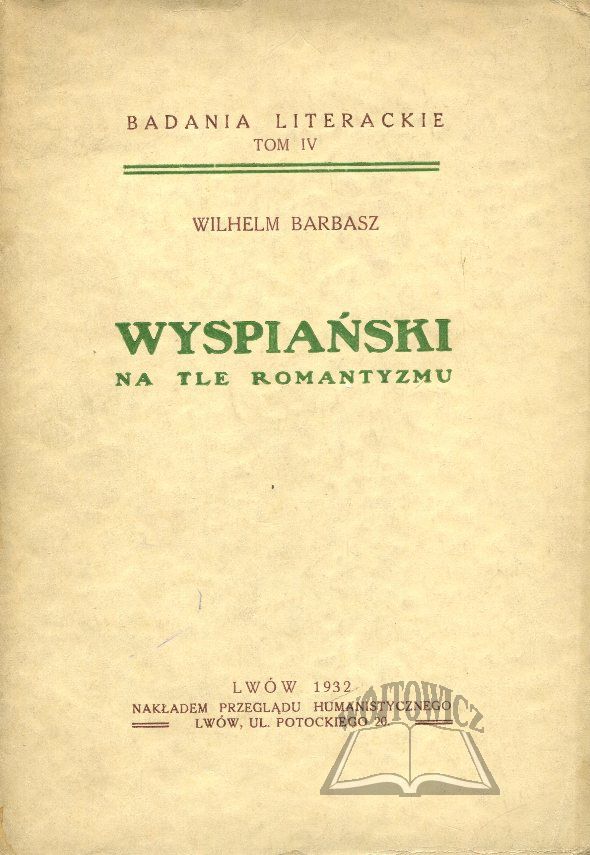 BADANIA LITERACKIE
TOM IV
WILHELM BARBASZ
WYSPIAŃSKI
NA TLE ROMANTYZMU
LWÓW 1932
NAKŁADEM PRZEGLĄDU HUMANISTYCZNEGO
LWÓW, UL. POTOCKIEGO 20.
WÓJTOWICZ